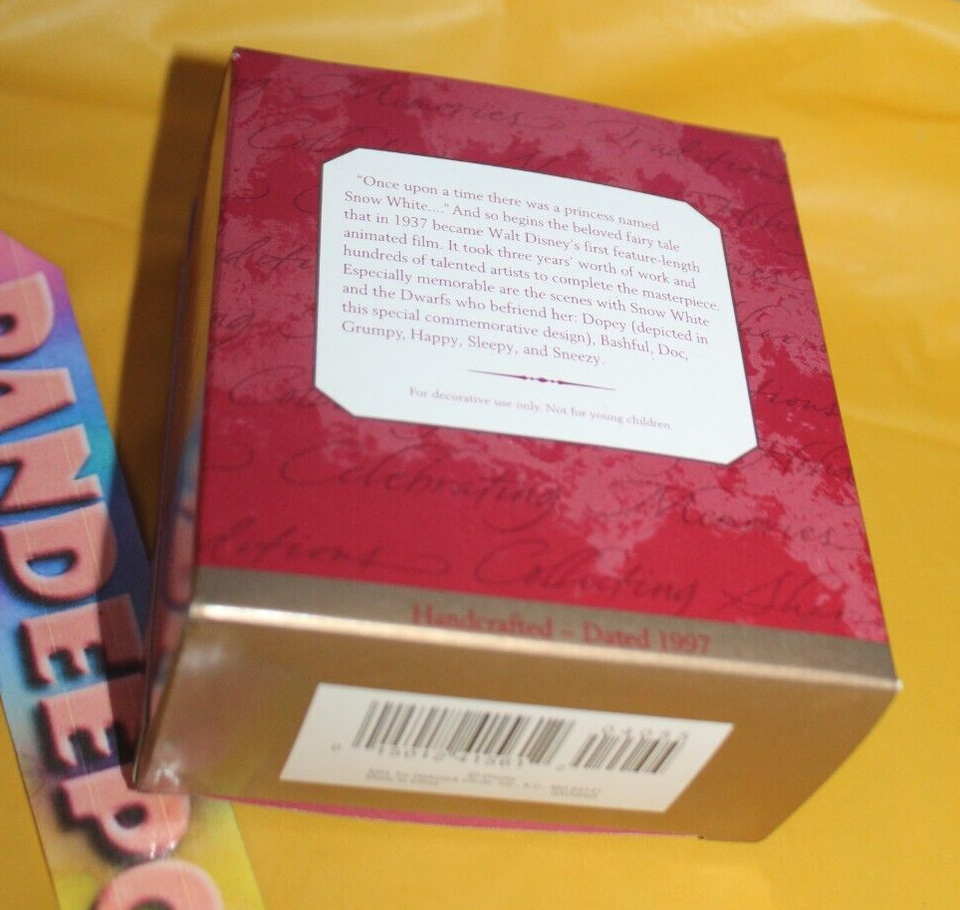 Memories Traditions
"Once upon a time there was a princess named
Snow White...." And so begins the beloved fairy tale
that in 1937 became Walt Disney's first feature-length
animated film. It took three years' worth of work and
hundreds of talented artists to complete the masterpiece.
Especially memorable are the scenes with Snow White
and the Dwarfs who befriend her: Dopey (depicted in
this special commemorative design), Bashful, Doc,
Grumpy, Happy, Sleepy, and Sneezy.
For decorative use only. Not for young children.
Celebrating Memories
Collecting
Handcrafted – Dated 1997
04055
DANDEEPO